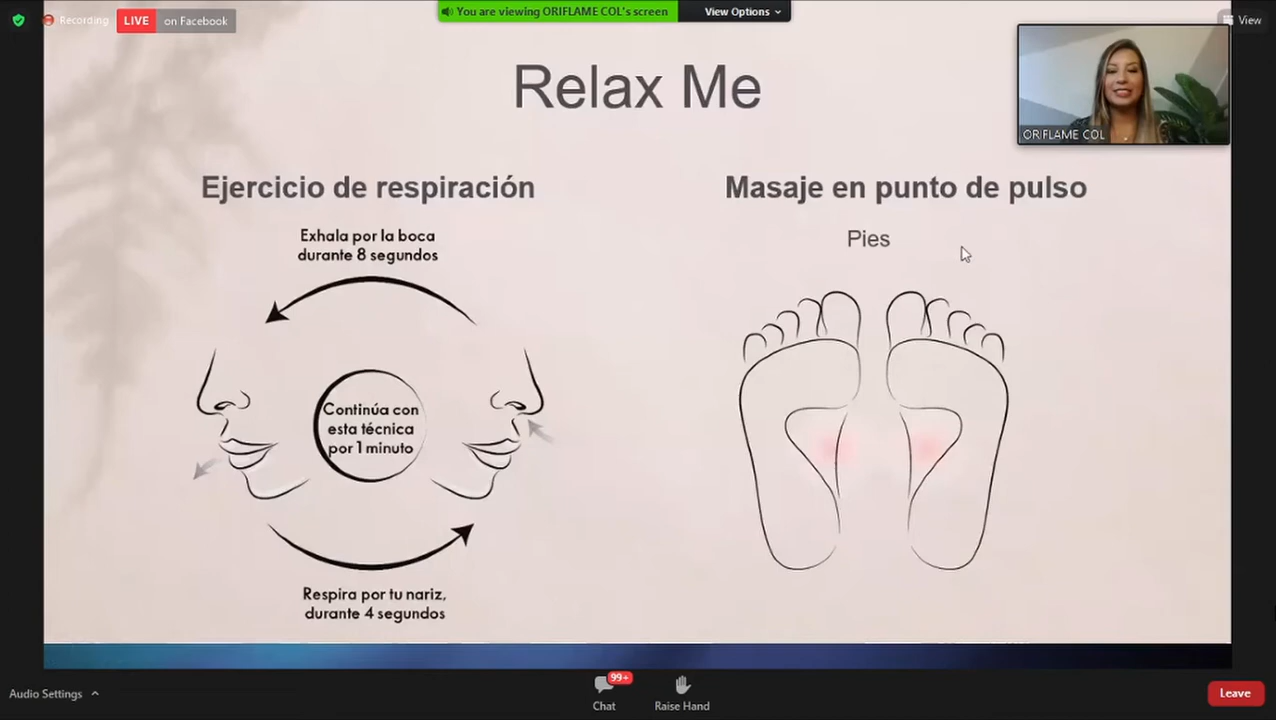 Recording
LIVE on Facebook
You are viewing ORIFLAME COL's screen
View Options
View
Relax Me
ORIFLAME COL
Ejercicio de respiración
Exhala por la boca
durante 8 segundos
Continúa con
esta técnica
por 1 minuto
Respira por tu nariz,
durante 4 segundos
Masaje en punto de pulso
Pies
Audio Settings
99+
Chat
Raise Hand
Leave